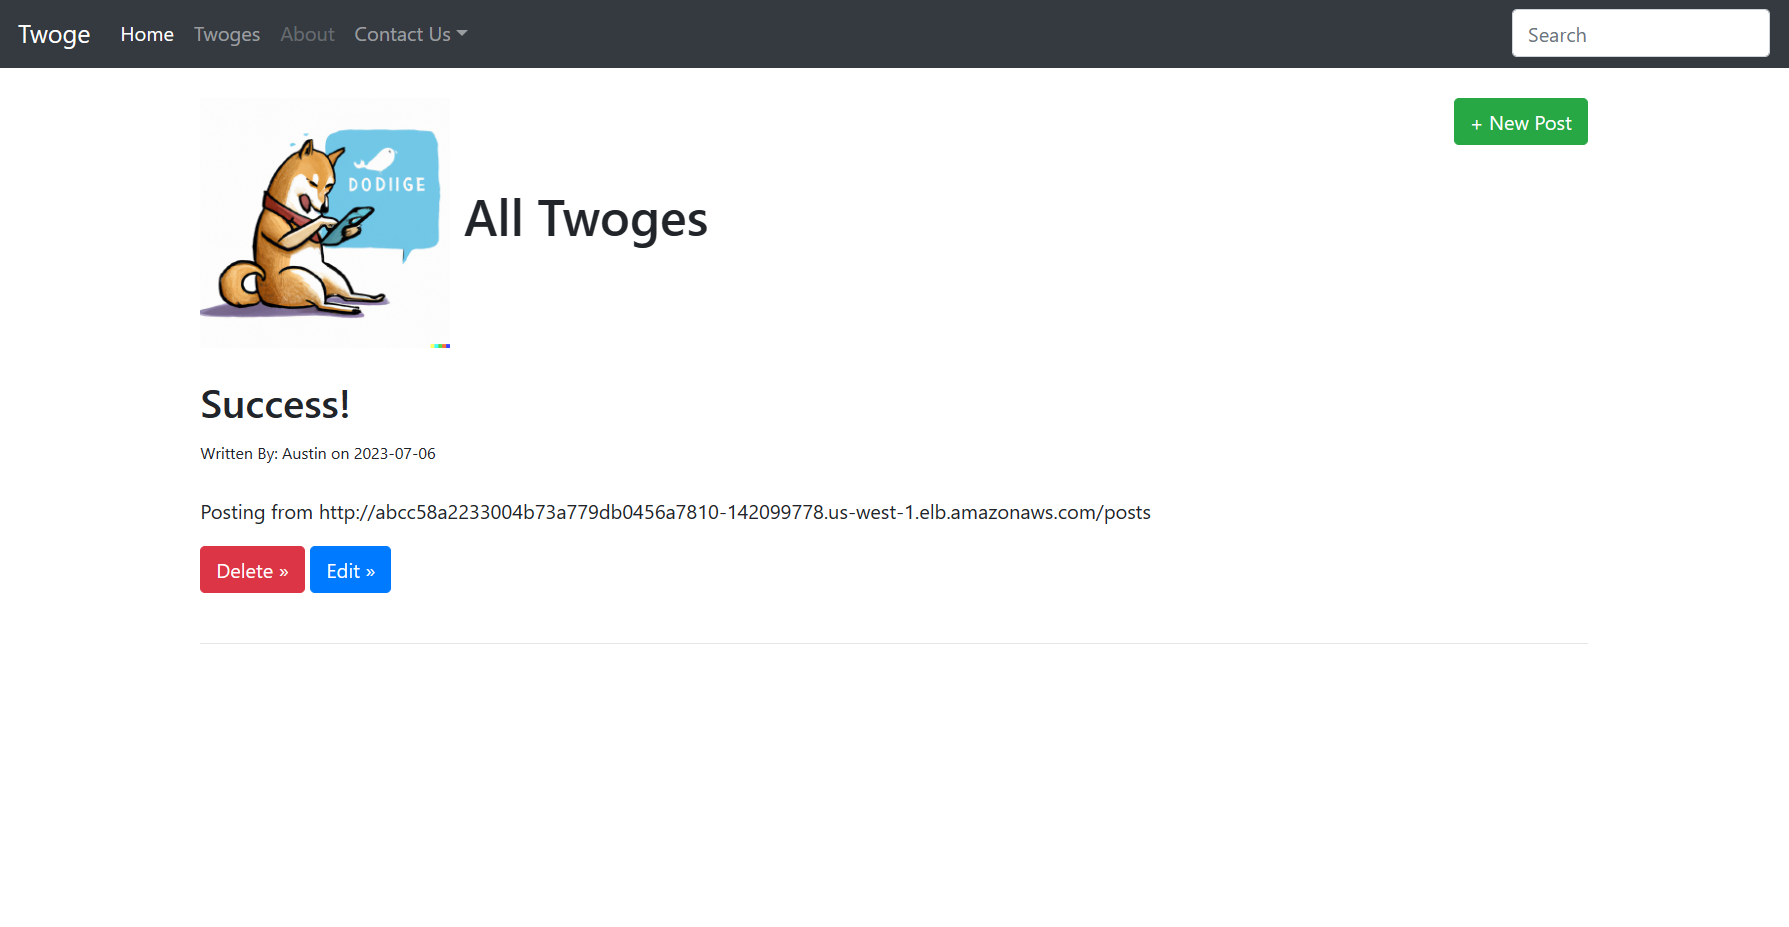 Twoge Home Twoges About Contact Us Search
+ New Post
DODIIGE
All Twoges
Success!
Written By: Austin on 2023-07-06
Posting from http://abcc58a2233004b73a779db0456a7810-142099778.us-west-1.elb.amazonaws.com/posts
Delete » Edit »